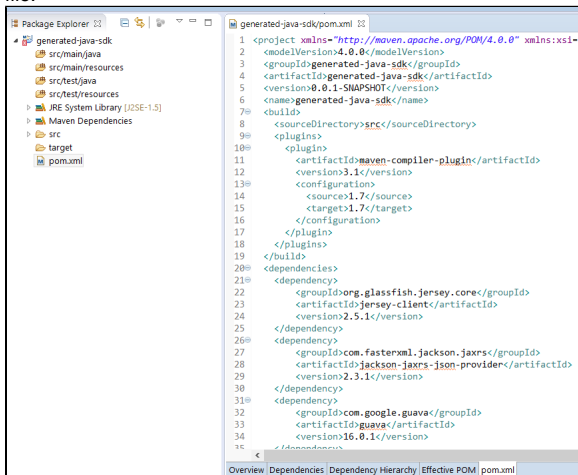 Package Explorer
generated-java-sdk
src/main/java
src/main/resources
src/test/java
src/test/resources
JRE System Library [J2SE-1.5]
Maven Dependencies
src
target
pom.xml
generated-java-sdk/pom.xml
1 <project xmlns="http://maven.apache.org/POM/4.0.0" xmlns:xsi=
2 <modelVersion>4.0.0</modelVersion>
3 <groupId>generated-java-sdk</groupId>
4 <artifactId>generated-java-sdk</artifactId>
5 <version>0.0.1-SNAPSHOT</version>
6 <name>generated-java-sdk</name>
7 <build>
8 <sourceDirectory>src</sourceDirectory>
9 <plugins>
10 <plugin>
11 <artifactId>maven-compiler-plugin</artifactId>
12 <version>3.1</version>
13 <configuration>
14 <source>1.7</source>
15 <target>1.7</target>
16 </configuration>
17 </plugin>
18 </plugins>
19 </build>
20 <dependencies>
21 <dependency>
22 <groupId>org.glassfish.jersey.core</groupId>
23 <artifactId>jersey-client</artifactId>
24 <version>2.5.1</version>
25 </dependency>
26 <dependency>
27 <groupId>com.fasterxml.jackson.jaxrs</groupId>
28 <artifactId>jackson-jaxrs-json-provider</artifactId>
29 <version>2.3.1</version>
30 </dependency>
31 <dependency>
32 <groupId>com.google.guava</groupId>
33 <artifactId>guava</artifactId>
34 <version>16.0.1</version>
35 </dependency>
Overview Dependencies Dependency Hierarchy Effective POM pom.xml